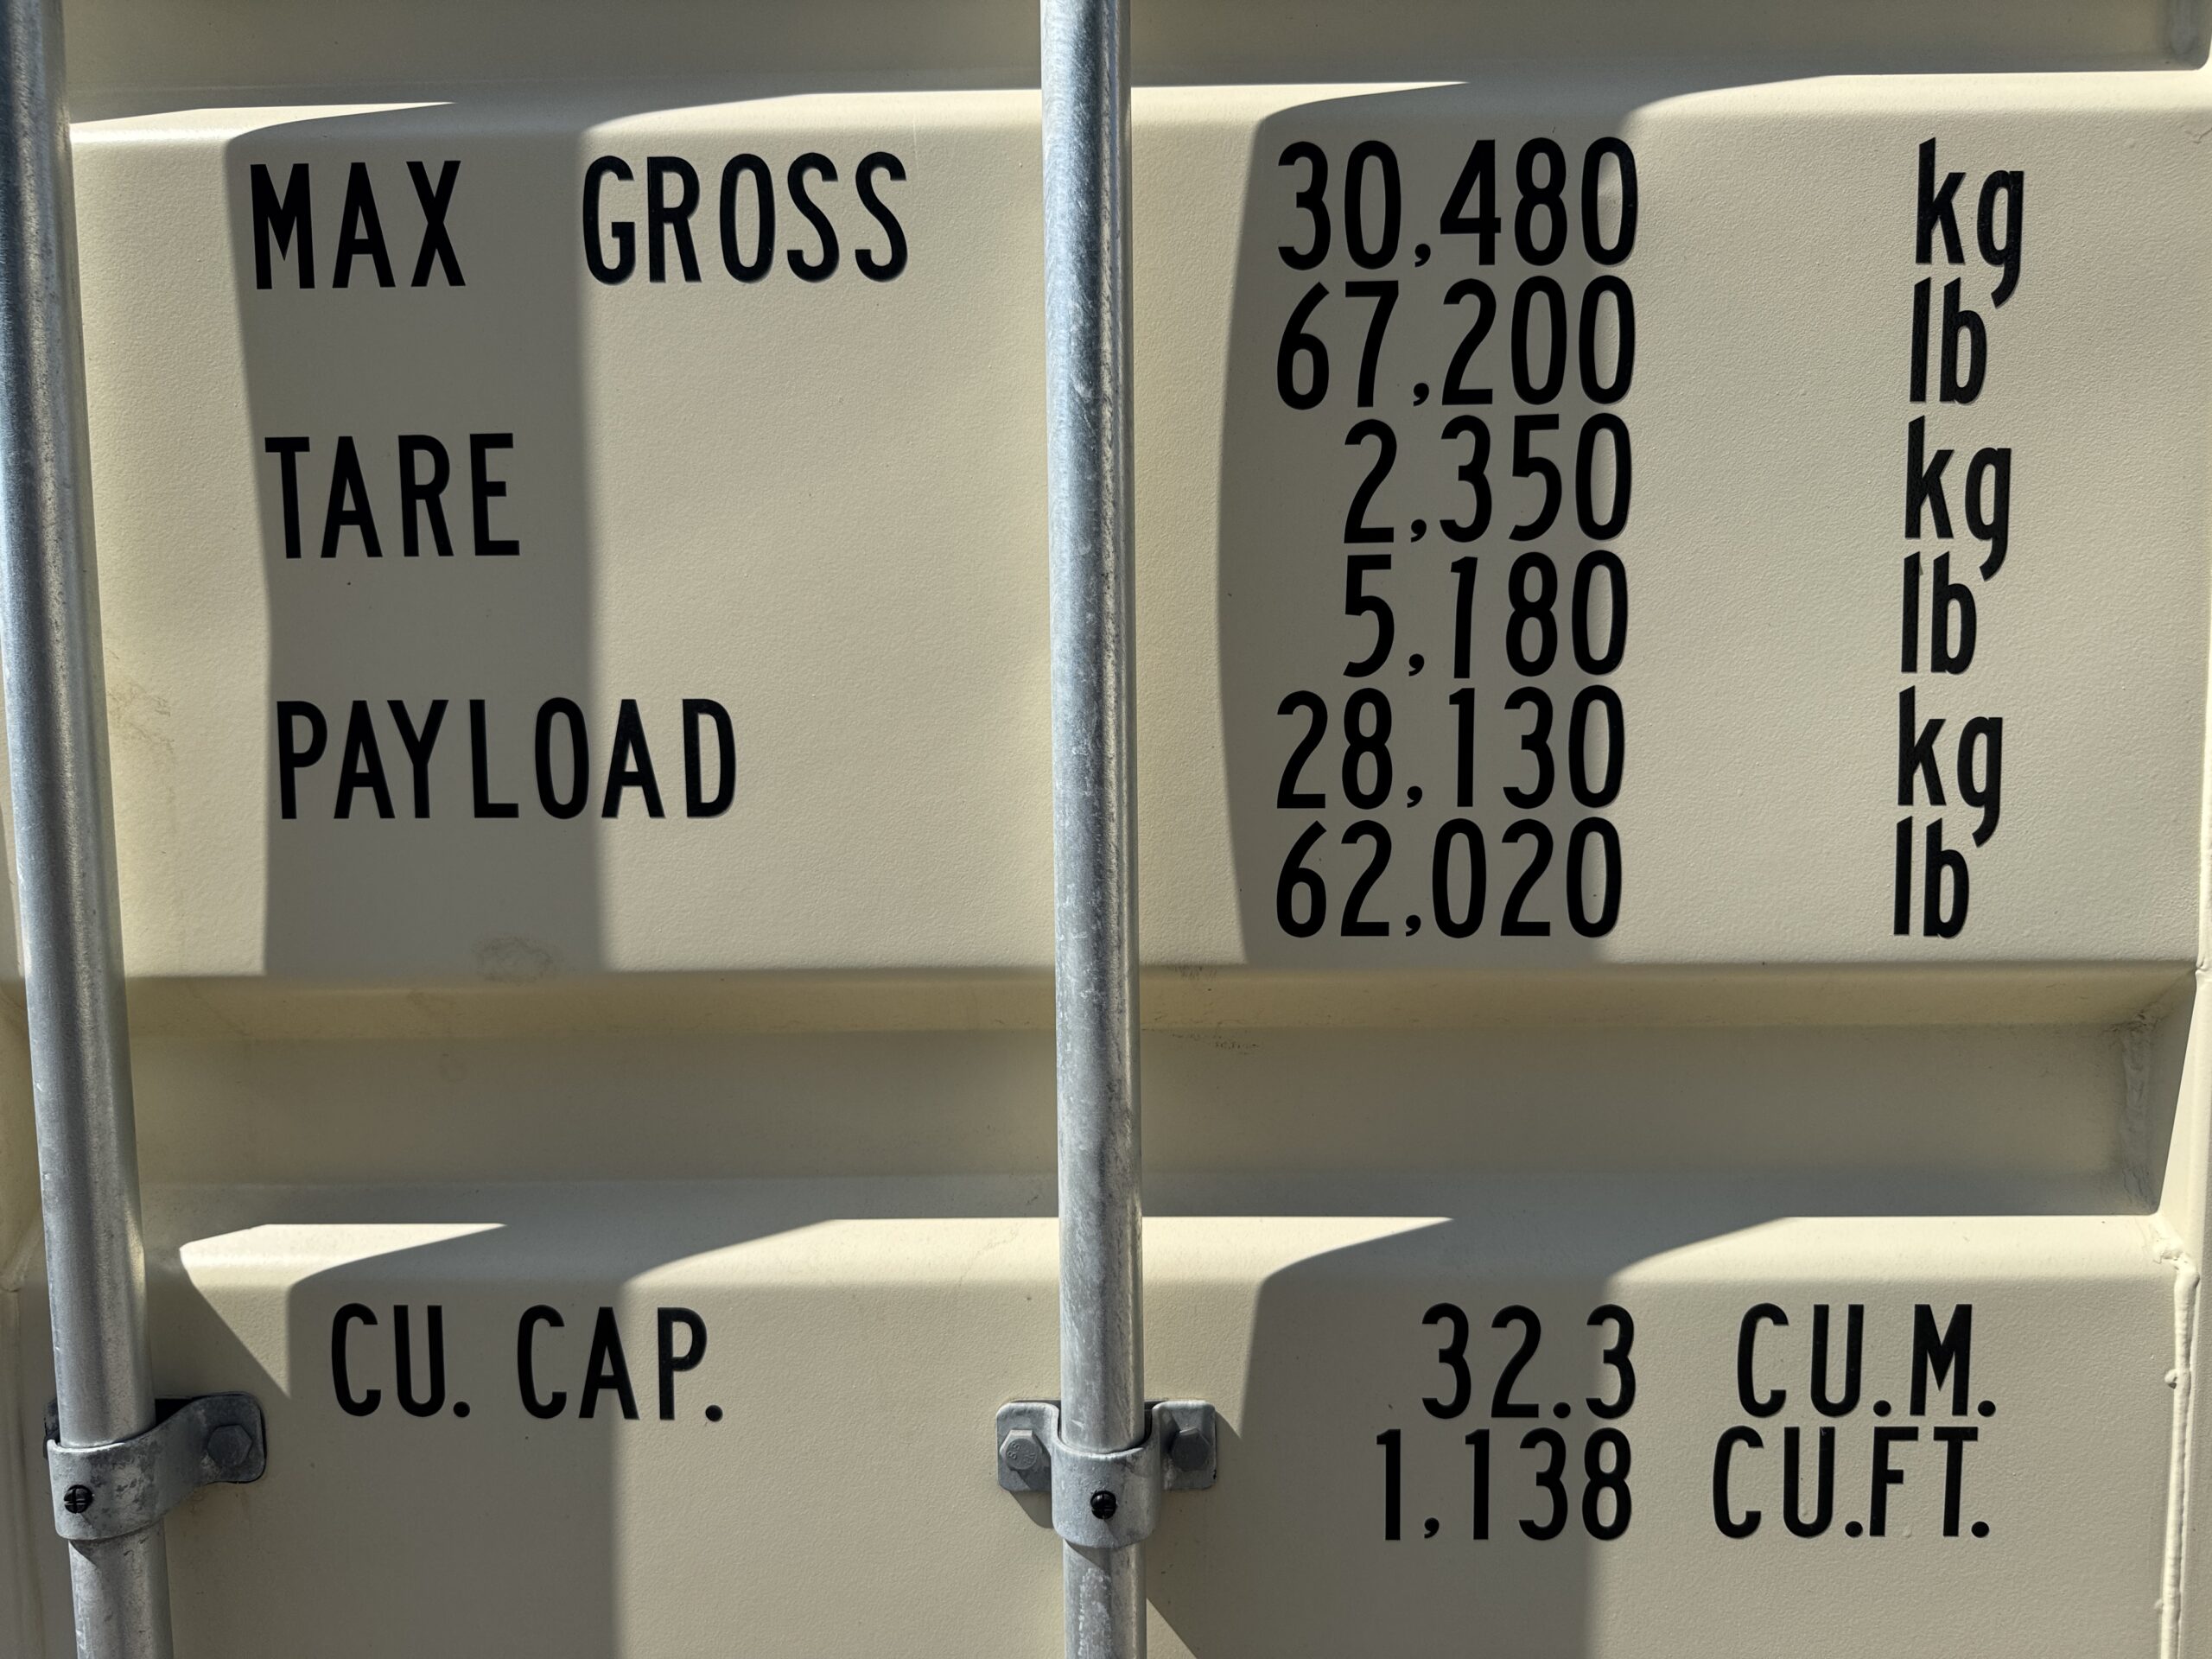 MAX GROSS 30,480 kg
67,200 lb
TARE 2,350 kg
5,180 lb
PAYLOAD 28,130 kg
62,020 lb
CU. CAP. 32.3 CU.M.
1,138 CU.FT.